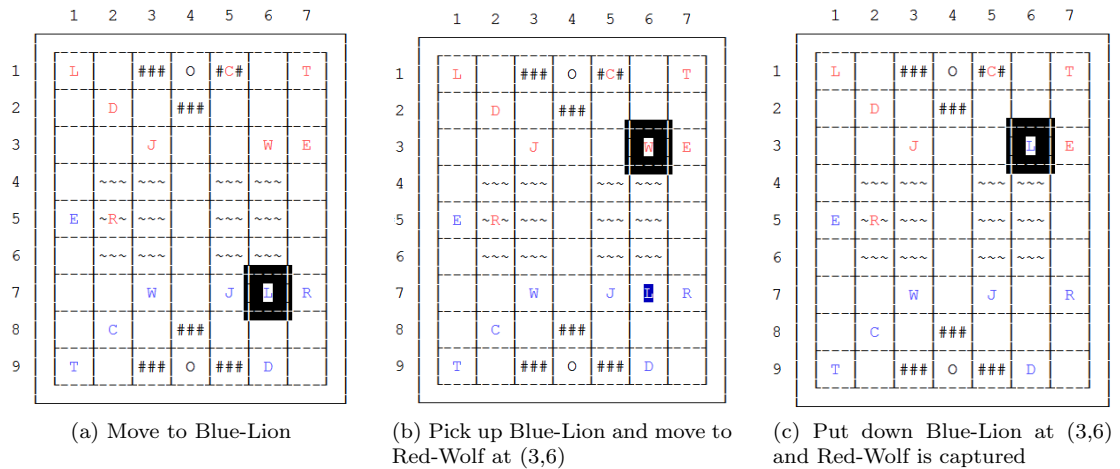 1 2 3 4 5 6 7
1 L ### O #C# T
2 D ###
3 J W E
4 ~~~ ~~~ ~~~ ~~~
5 E ~R~ ~~~ ~~~ ~~~
6 ~~~ ~~~ ~~~ ~~~
7 W J L R
8 C ###
9 T ### O ### D
(a) Move to Blue-Lion
1 2 3 4 5 6 7
1 L ### O #C# T
2 D ###
3 J W E
4 ~~~ ~~~ ~~~ ~~~
5 E ~R~ ~~~ ~~~ ~~~
6 ~~~ ~~~ ~~~ ~~~
7 W J L R
8 C ###
9 T ### O ### D
(b) Pick up Blue-Lion and move to
Red-Wolf at (3,6)
1 2 3 4 5 6 7
1 L ### O #C# T
2 D ###
3 J L E
4 ~~~ ~~~ ~~~ ~~~
5 E ~R~ ~~~ ~~~ ~~~
6 ~~~ ~~~ ~~~ ~~~
7 W J R
8 C ###
9 T ### O ### D
(c) Put down Blue-Lion at (3,6)
and Red-Wolf is captured